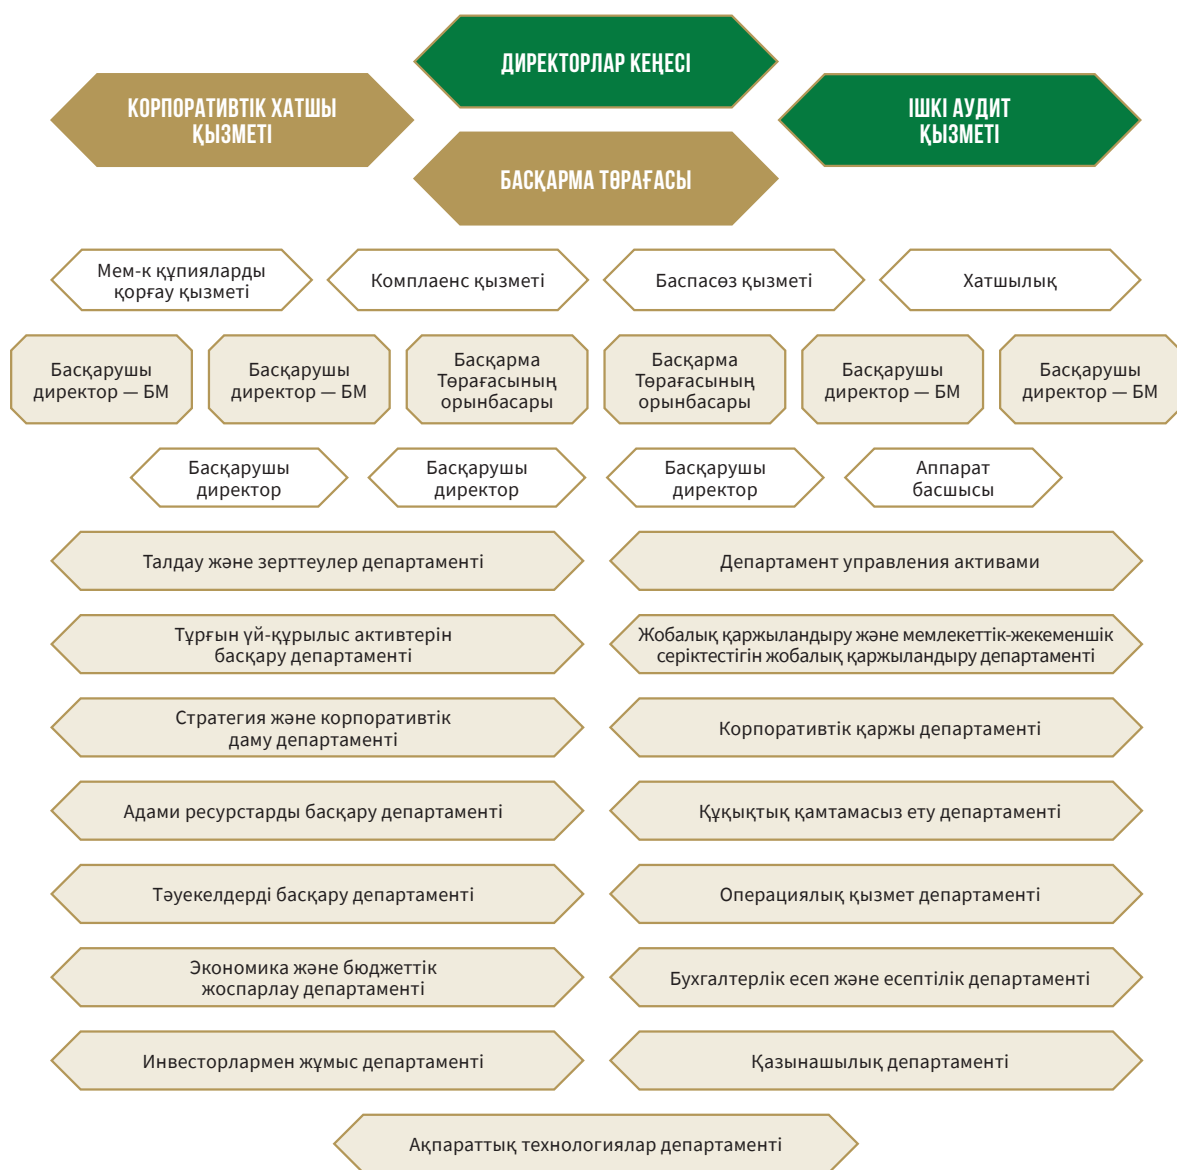 ДИРЕКТОРЛАР КЕҢЕСІ
КОРПОРАТИВТІК ХАТШЫ
ҚЫЗМЕТІ
ІШКІ АУДИТ
ҚЫЗМЕТІ
БАСҚАРМА ТӨРАҒАСЫ
Мем-к құпияларды
қорғау қызметі
Комплаенс қызметі
Баспасөз қызметі
Хатшылық
Басқарушы
директор — БМ
Басқарушы
директор — БМ
Басқарма
Төрағасының
орынбасары
Басқарма
Төрағасының
орынбасары
Басқарушы
директор — БМ
Басқарушы
директор — БМ
Басқарушы
директор
Басқарушы
директор
Басқарушы
директор
Аппарат
басшысы
Талдау және зерттеулер департаменті
Департамент управления активами
Тұрғын үй-құрылыс активтерін
басқару департаменті
Жобалық қаржыландыру және мемлекеттік-жекеменшік
серіктестігін жобалық қаржыландыру департаменті
Стратегия және корпоративтік
даму департаменті
Корпоративтік қаржы департаменті
Адами ресурстарды басқару департаменті
Құқықтық қамтамасыз ету департаменті
Тәуекелдерді басқару департаменті
Операциялық қызмет департаменті
Экономика және бюджеттік
жоспарлау департаменті
Бухгалтерлік есеп және есептілік департаменті
Инвесторлармен жұмыс департаменті
Қазынашылық департаменті
Ақпараттық технологиялар департаменті